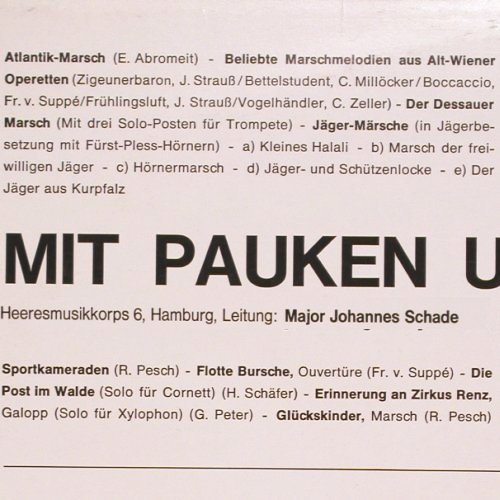 Atlantik-Marsch (E. Abromeit) - Beliebte Marschmelodien aus Alt-Wiener
Operetten (Zigeunerbaron, J. Strauß/Bettelstudent, C. Millöcker/Boccaccio,
Fr. v. Suppé/Frühlingsluft, J. Strauß/Vogelhändler, C. Zeller) - Der Dessauer
Marsch (Mit drei Solo-Posten für Trompete) - Jäger-Märsche (in Jägerbe-
setzung mit Fürst-Pless-Hörnern) - a) Kleines Halali - b) Marsch der frei-
willigen Jäger - c) Hörnermarsch - d) Jäger- und Schützenlocke - e) Der
Jäger aus Kurpfalz
MIT PAUKEN U
Heeresmusikkorps 6, Hamburg, Leitung: Major Johannes Schade
Sportkameraden (R. Pesch) - Flotte Bursche, Ouvertüre (Fr. v. Suppé) - Die
Post im Walde (Solo für Cornett) (H. Schäfer) - Erinnerung an Zirkus Renz,
Galopp (Solo für Xylophon) (G. Peter) - Glückskinder, Marsch (R. Pesch)